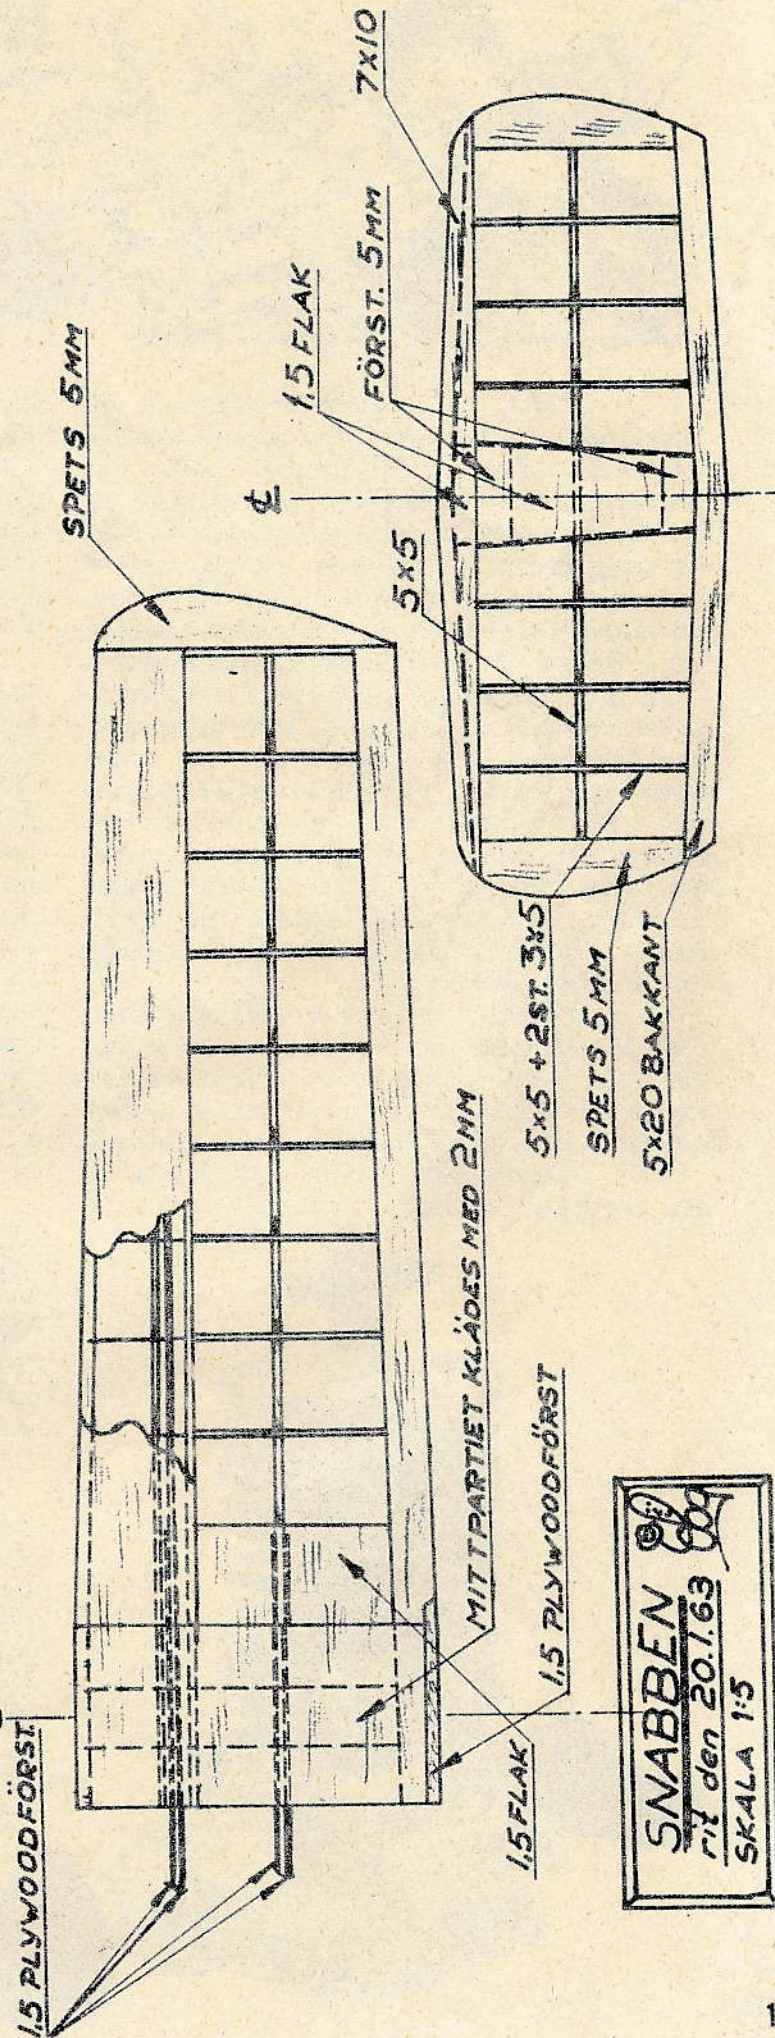 1,5 PLYWOODFÖRST.
SPETS 5MM
℄
1,5 FLAK
FÖRST. 5MM
7x10
5x5
5x5 + 2ST. 3x5
SPETS 5MM
5x20 BAKKANT
MITTPARTIET KLÄDES MED 2MM
1,5 PLYWOODFÖRST
1,5 FLAK
SNABBEN
rit den 20.1.63
SKALA 1:5
1